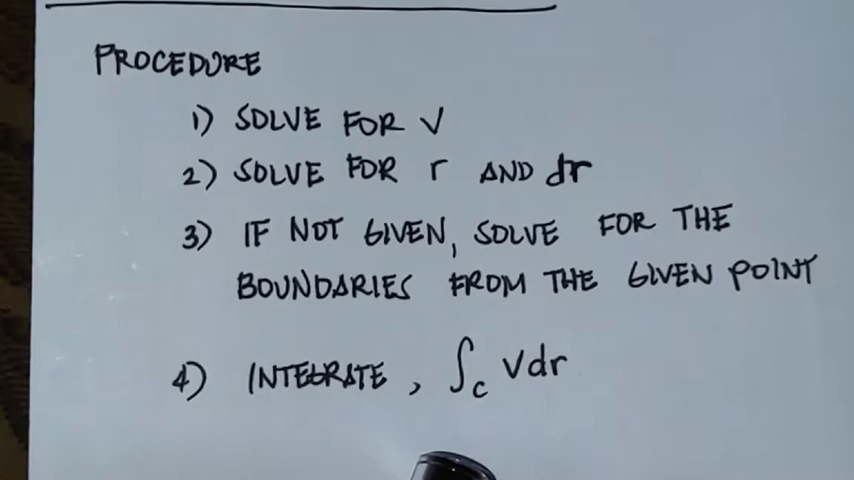 PROCEDURE
1) SOLVE FOR V
2) SOLVE FOR r AND dr
3) IF NOT GIVEN, SOLVE FOR THE
BOUNDARIES FROM THE GIVEN POINT
4) INTEGRATE, ∫c Vdr